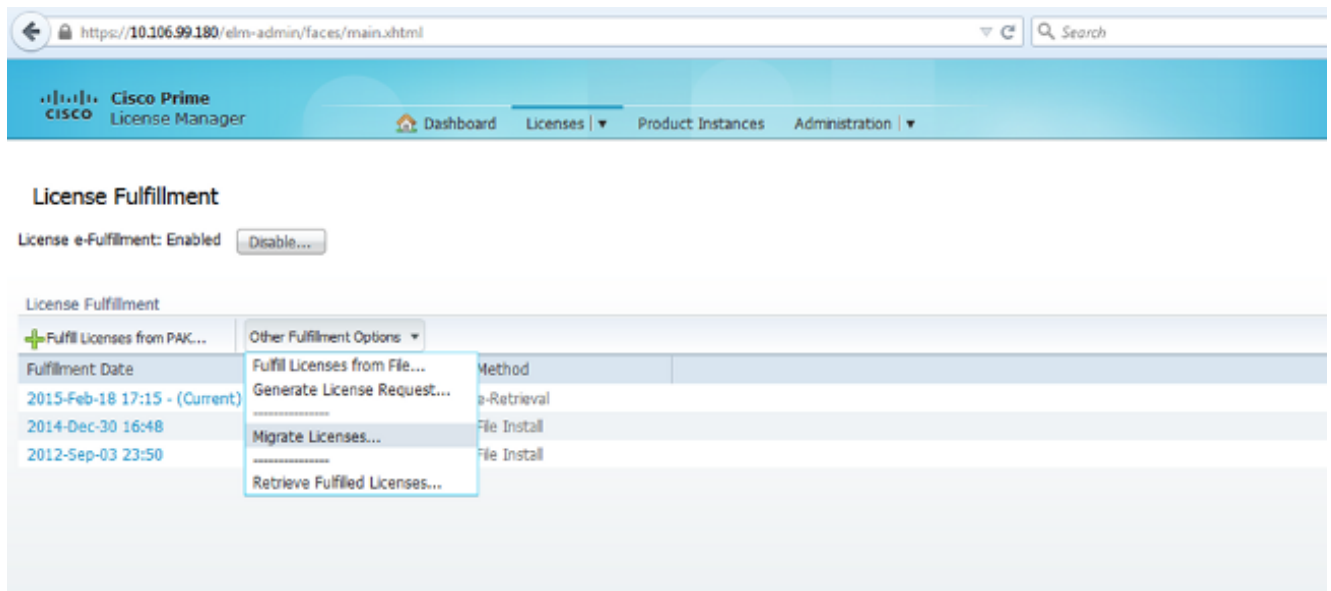 https://10.106.99.180/elm-admin/faces/main.xhtml
Search
CISCO
Cisco Prime
License Manager
Dashboard Licenses Product Instances Administration
License Fulfillment
License e-Fulfillment: Enabled Disable...
License Fulfillment
Fulfill Licenses from PAK... Other Fulfillment Options
Fulfillment Date Method
2015-Feb-18 17:15 - (Current) e-Retrieval
2014-Dec-30 16:48 File Install
2012-Sep-03 23:50 File Install
Fulfill Licenses from File...
Generate License Request...
---------------
Migrate Licenses...
---------------
Retrieve Fulfilled Licenses...